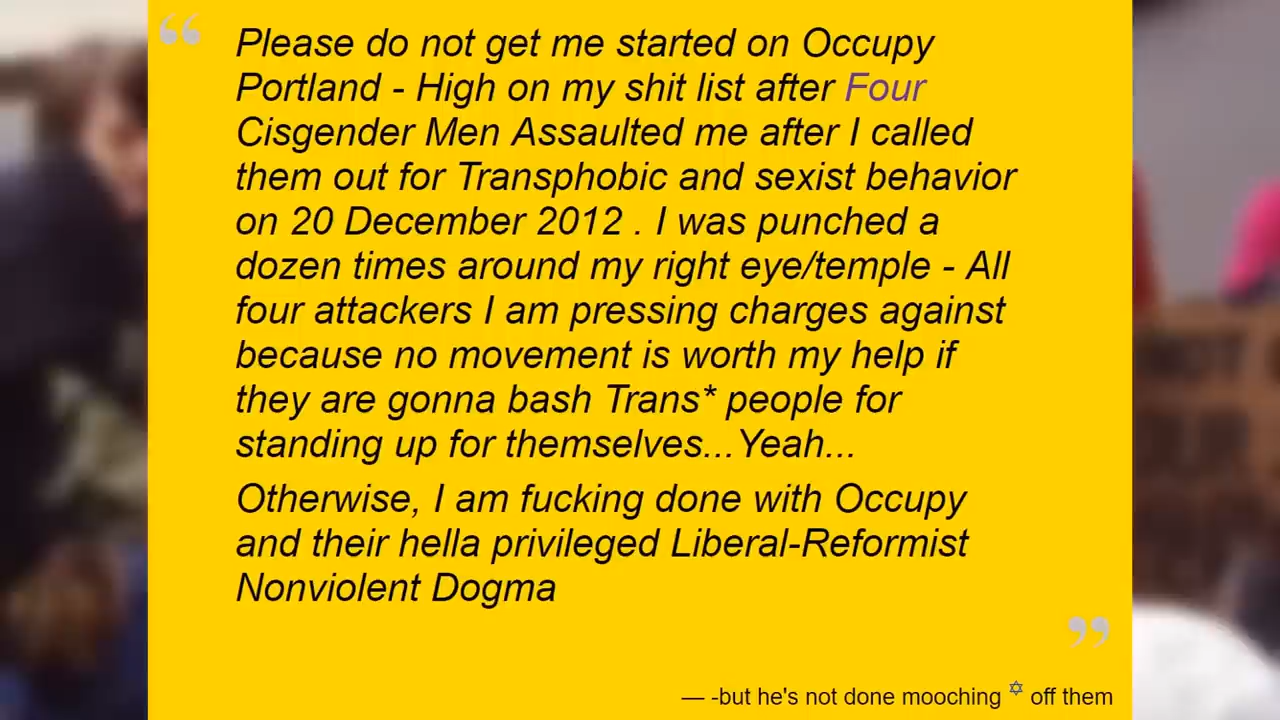 “
Please do not get me started on Occupy
Portland - High on my shit list after Four
Cisgender Men Assaulted me after I called
them out for Transphobic and sexist behavior
on 20 December 2012 . I was punched a
dozen times around my right eye/temple - All
four attackers I am pressing charges against
because no movement is worth my help if
they are gonna bash Trans* people for
standing up for themselves...Yeah...
Otherwise, I am fucking done with Occupy
and their hella privileged Liberal-Reformist
Nonviolent Dogma
”
— -but he's not done mooching ✡ off them